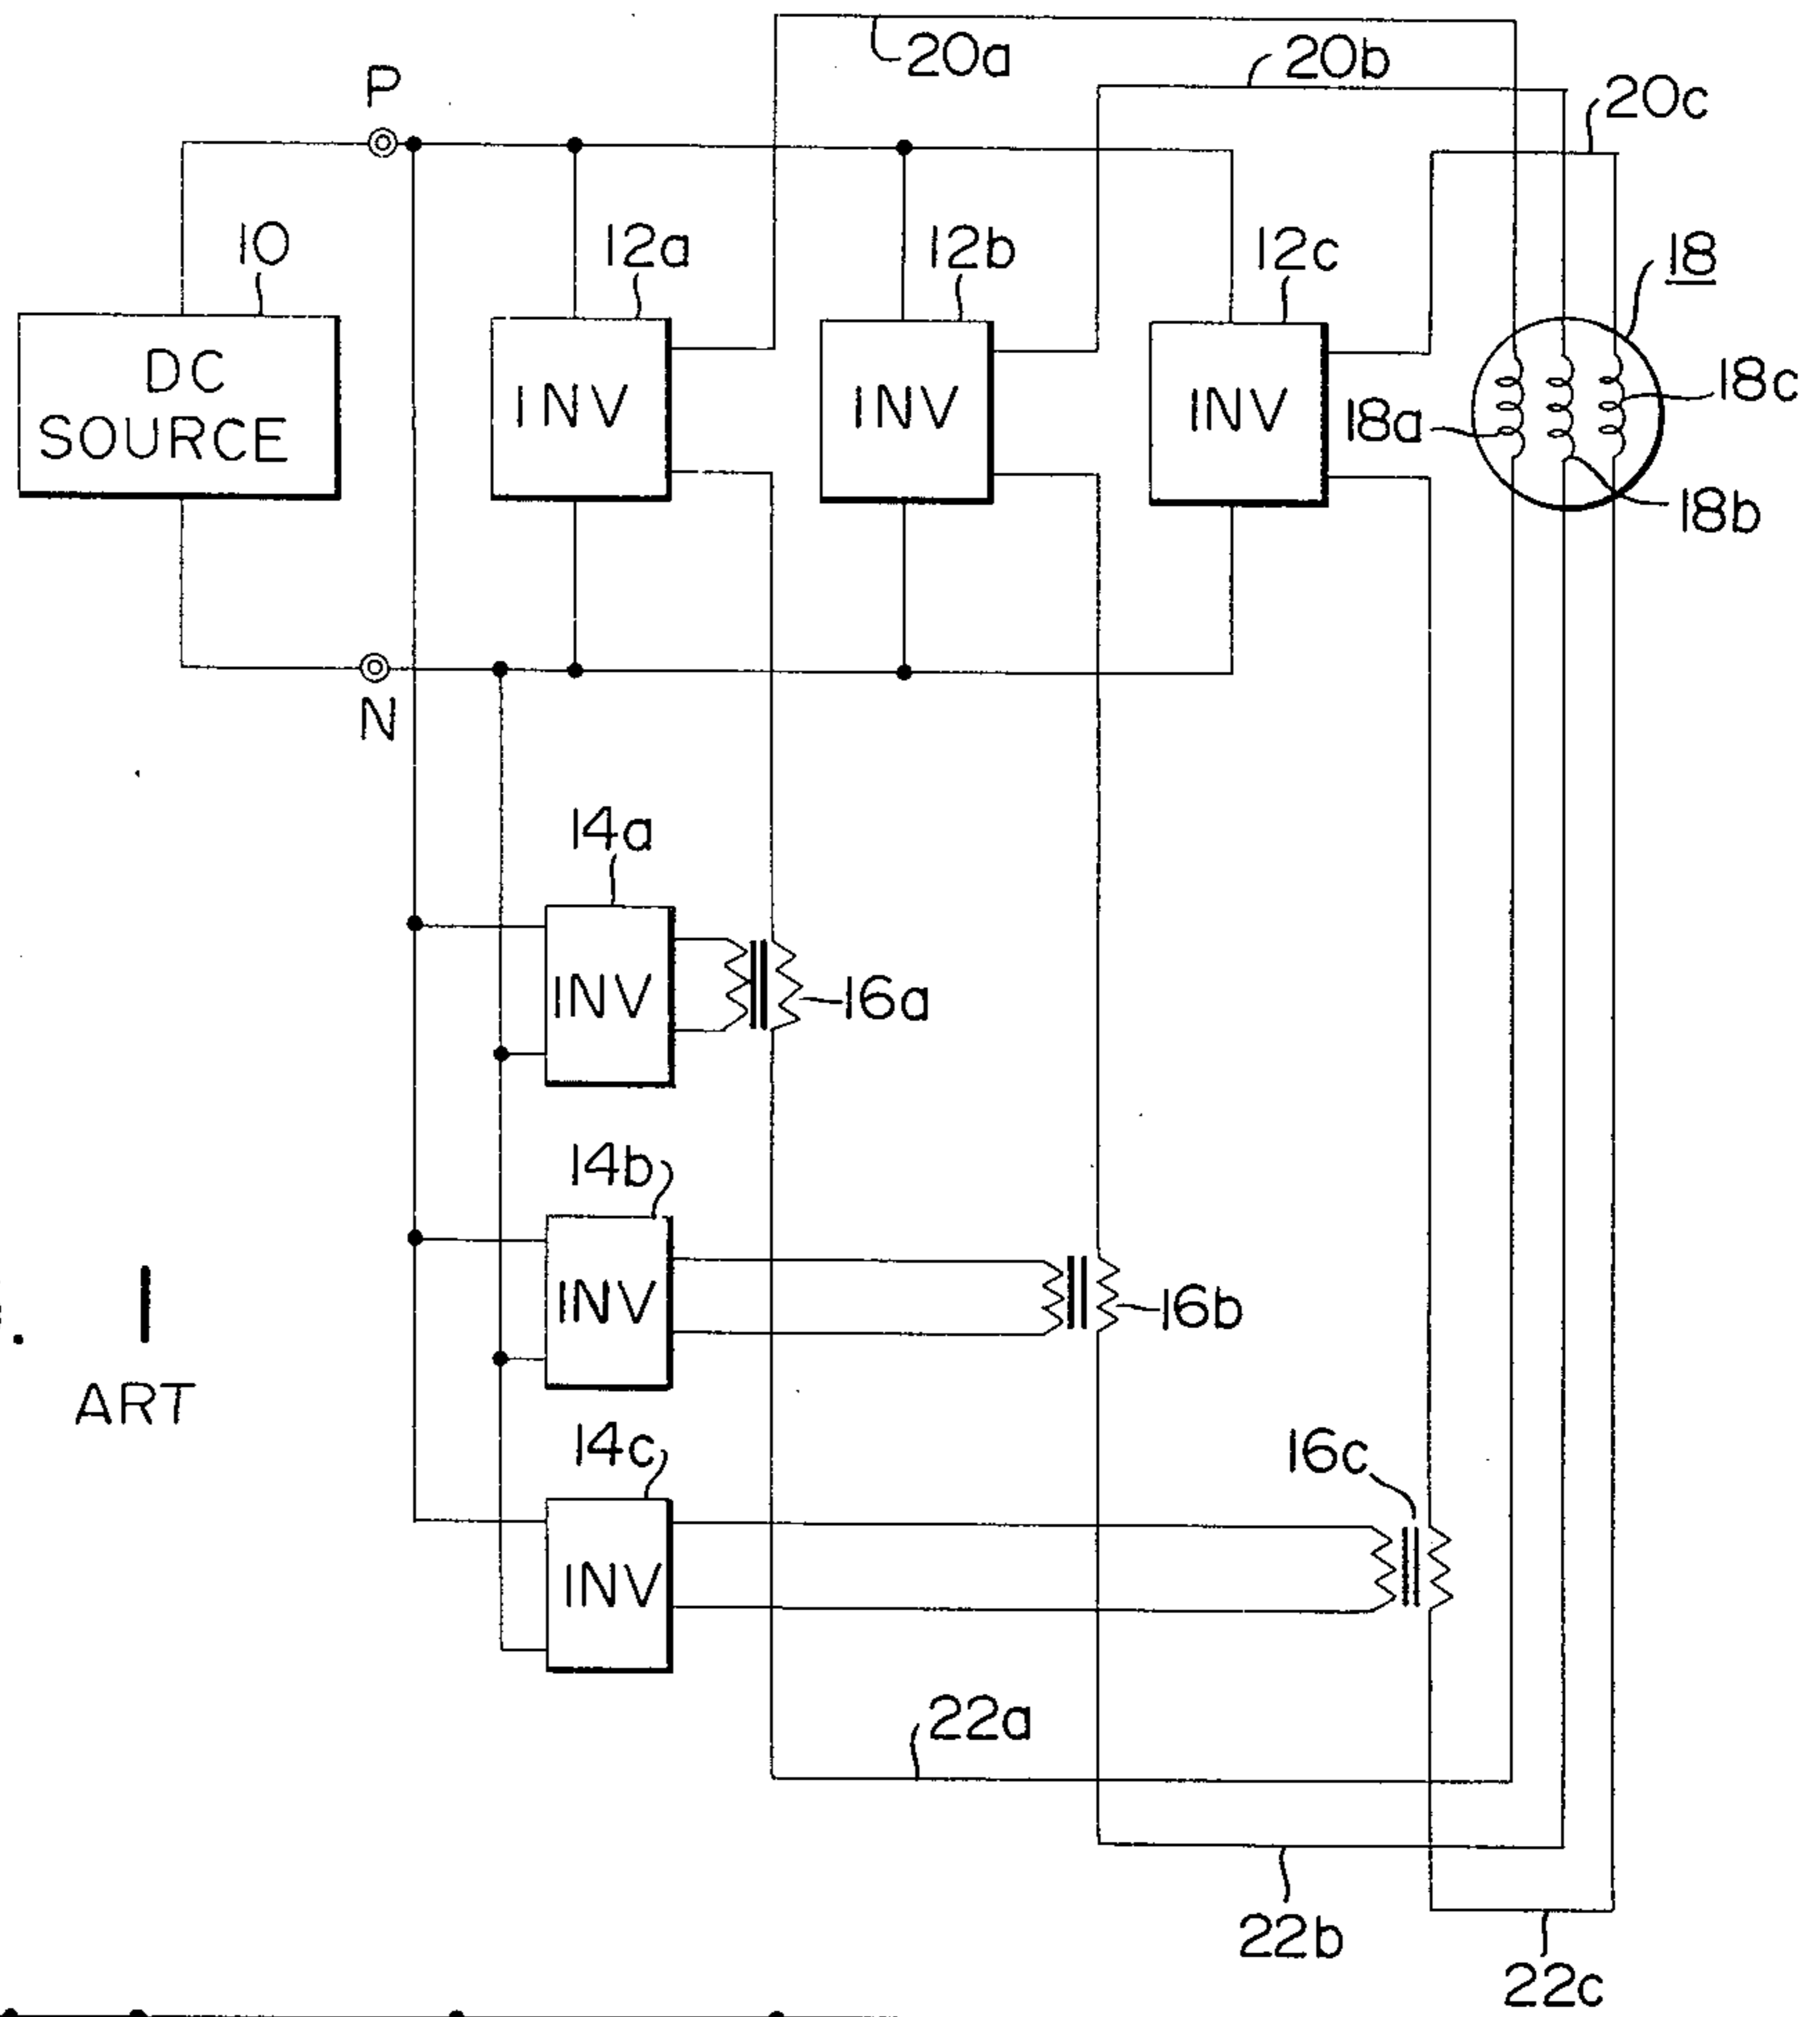 20a
20b
20c
P
10
12a
12b
12c
18
DC
SOURCE
INV
INV
INV
18a
18c
18b
N
14a
INV
16a
14b
INV
16b
. 1
ART
14c
16c
INV
22a
22b
22c